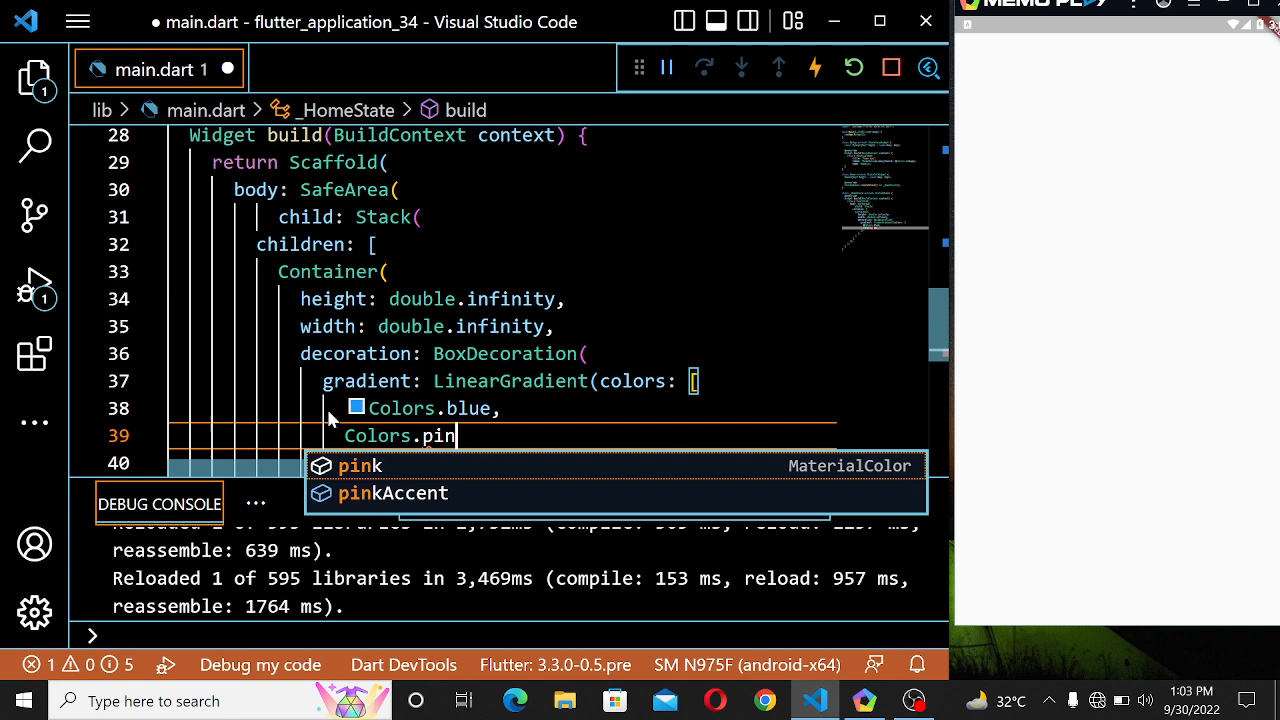 main.dart - flutter_application_34 - Visual Studio Code
MEMU PLAY
main.dart 1
lib > main.dart > _HomeState > build
28 Widget build(BuildContext context) {
29 return Scaffold(
30 body: SafeArea(
31 child: Stack(
32 children: [
33 Container(
34 height: double.infinity,
35 width: double.infinity,
36 decoration: BoxDecoration(
37 gradient: LinearGradient(colors: [
38 Colors.blue,
39 Colors.pin
40
pink MaterialColor
pinkAccent
1
1
DEBUG CONSOLE
reassemble: 639 ms).
Reloaded 1 of 595 libraries in 3,469ms (compile: 153 ms, reload: 957 ms,
reassemble: 1764 ms).
>
1 0 5 Debug my code Dart DevTools Flutter: 3.3.0-0.5.pre SM N975F (android-x64)
Type here to search
32°C
1:03 PM
9/30/2022